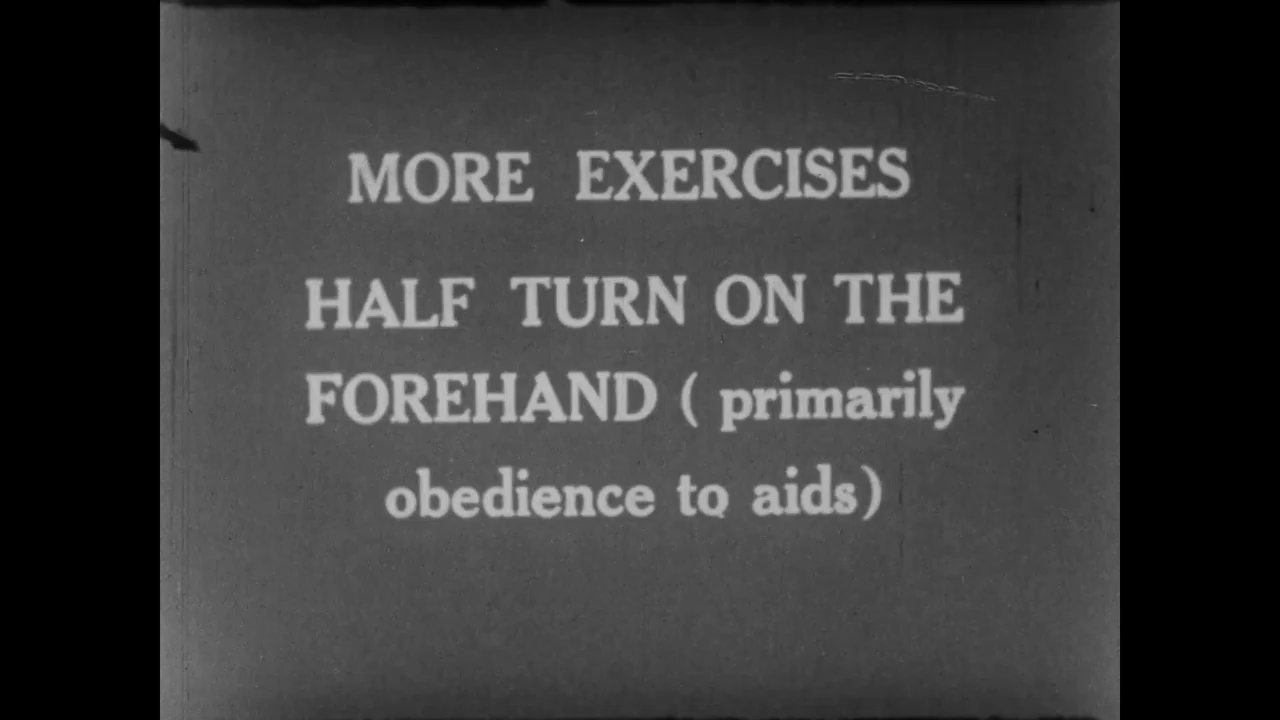 MORE EXERCISES
HALF TURN ON THE
FOREHAND ( primarily
obedience to aids)